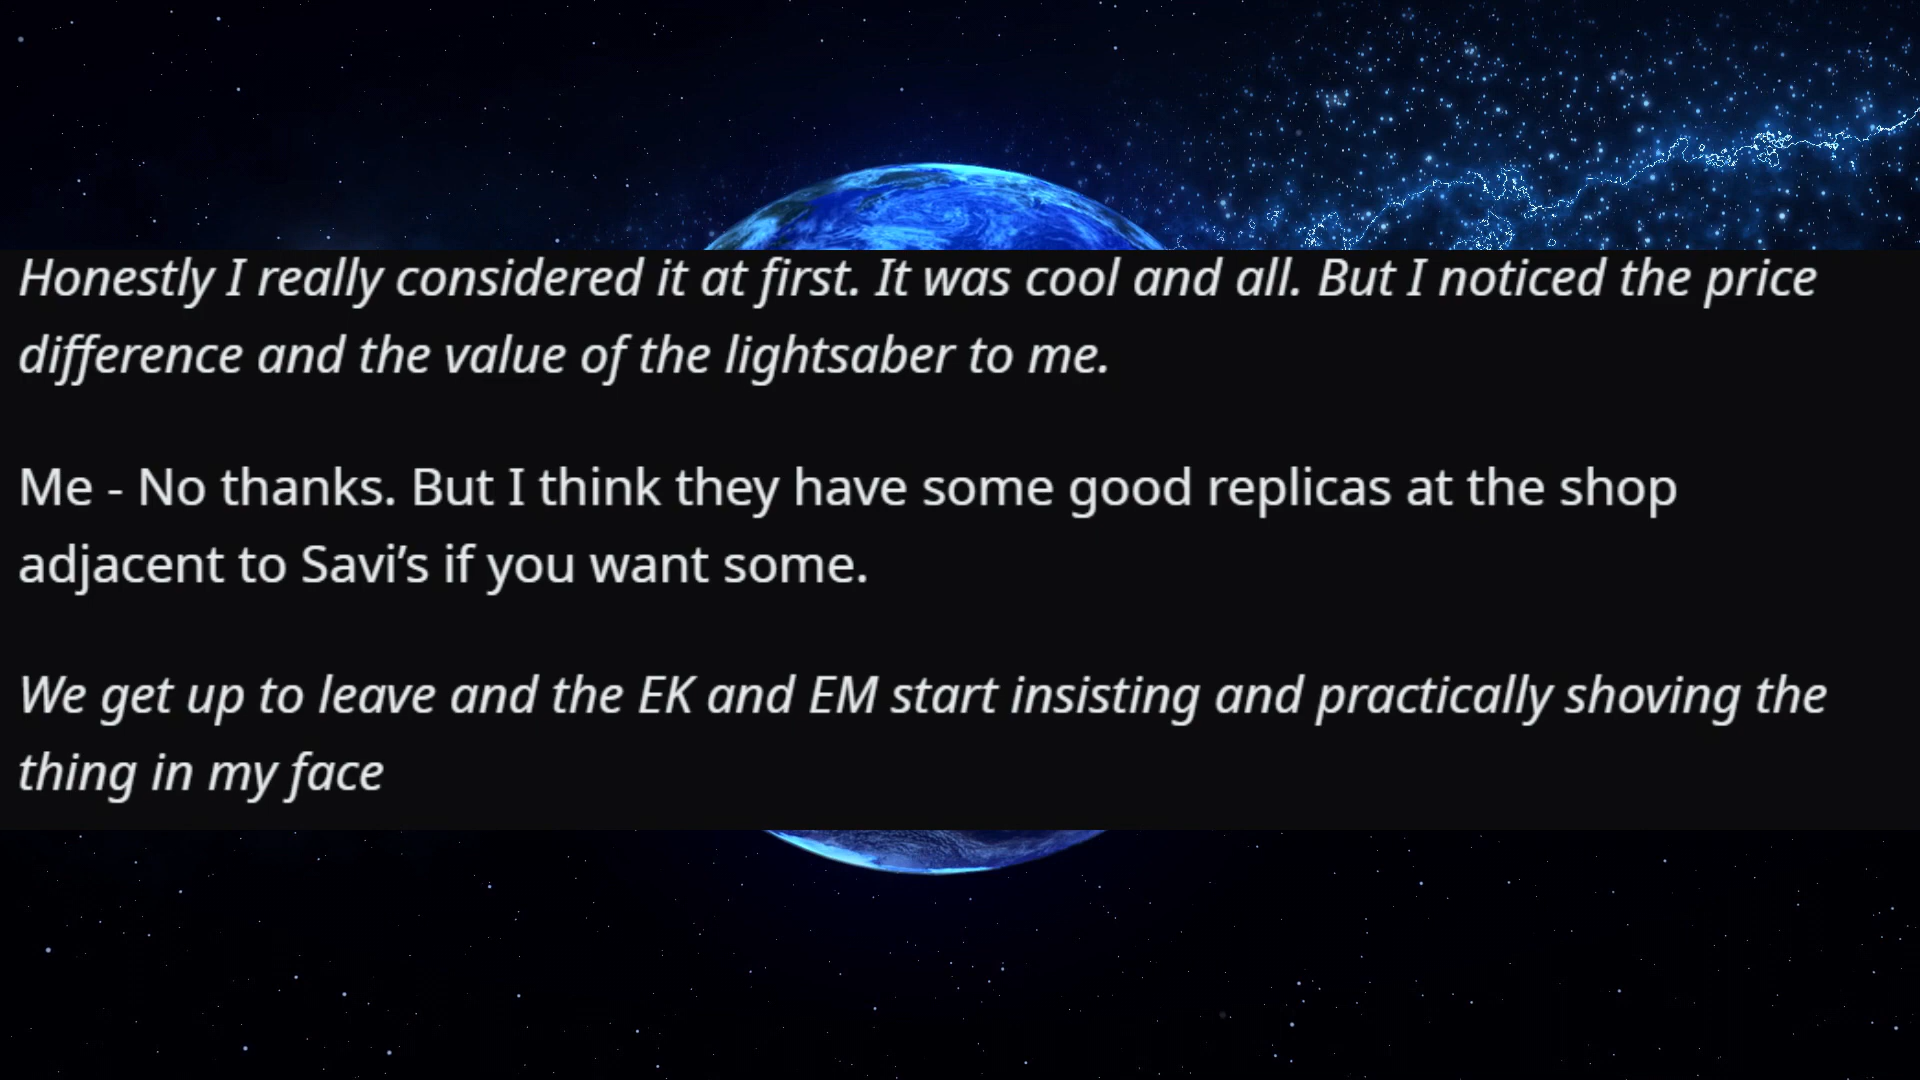 Honestly I really considered it at first. It was cool and all. But I noticed the price
difference and the value of the lightsaber to me.
Me - No thanks. But I think they have some good replicas at the shop
adjacent to Savi’s if you want some.
We get up to leave and the EK and EM start insisting and practically shoving the
thing in my face